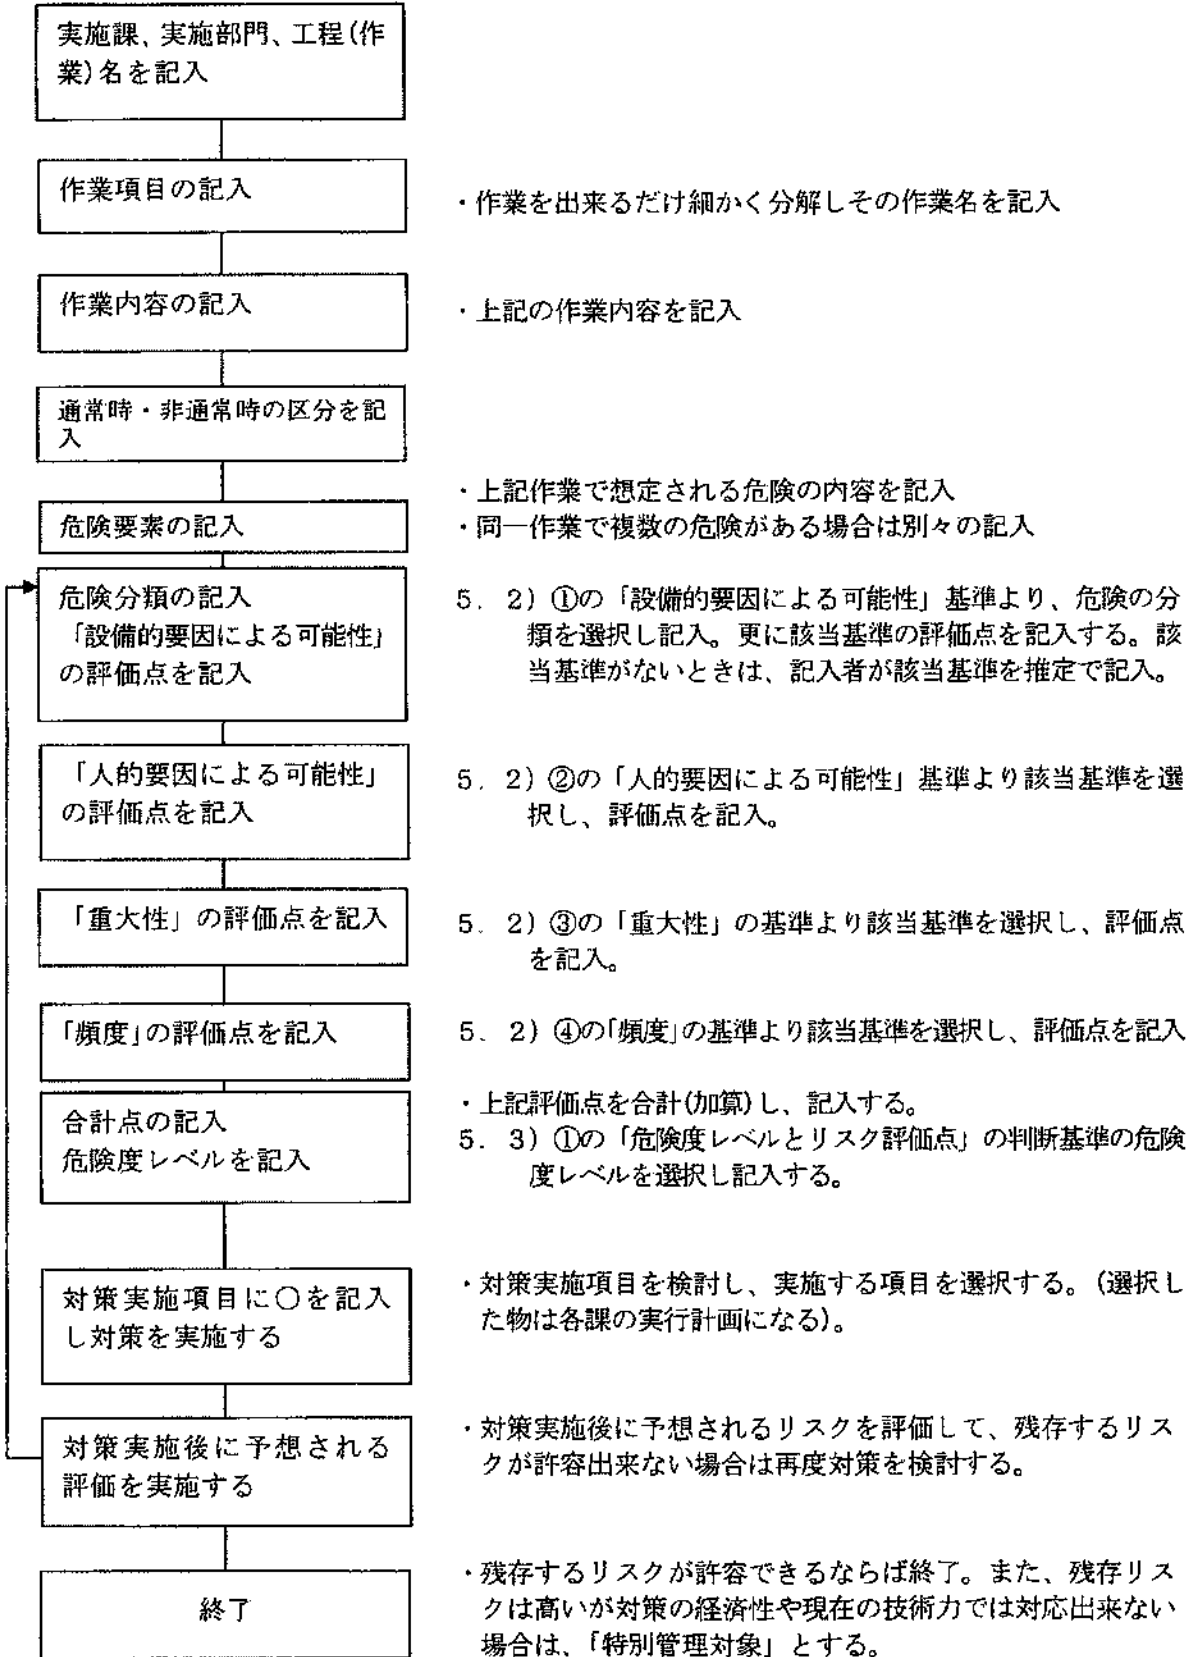 実施課、実施部門、工程(作
業)名を記入
作業項目の記入
・作業を出来るだけ細かく分解しその作業名を記入
作業内容の記入
・上記の作業内容を記入
通常時・非通常時の区分を記
入
・上記作業で想定される危険の内容を記入
危険要素の記入
・同一作業で複数の危険がある場合は別々の記入
危険分類の記入
「設備的要因による可能性」
の評価点を記入
5．2）①の「設備的要因による可能性」基準より、危険の分
類を選択し記入。更に該当基準の評価点を記入する。該
当基準がないときは、記入者が該当基準を推定で記入。
「人的要因による可能性」
の評価点を記入
5．2）②の「人的要因による可能性」基準より該当基準を選
択し、評価点を記入。
「重大性」の評価点を記入
5．2）③の「重大性」の基準より該当基準を選択し、評価点
を記入。
「頻度」の評価点を記入
5．2）④の「頻度」の基準より該当基準を選択し、評価点を記入
合計点の記入
危険度レベルを記入
・上記評価点を合計(加算)し、記入する。
5．3）①の「危険度レベルとリスク評価点」の判断基準の危険
度レベルを選択し記入する。
対策実施項目に○を記入
し対策を実施する
・対策実施項目を検討し、実施する項目を選択する。(選択し
た物は各課の実行計画になる)。
対策実施後に予想される
評価を実施する
・対策実施後に予想されるリスクを評価して、残存するリス
クが許容出来ない場合は再度対策を検討する。
終了
・残存するリスクが許容できるならば終了。また、残存リス
クは高いが対策の経済性や現在の技術力では対応出来ない
場合は、「特別管理対象」とする。